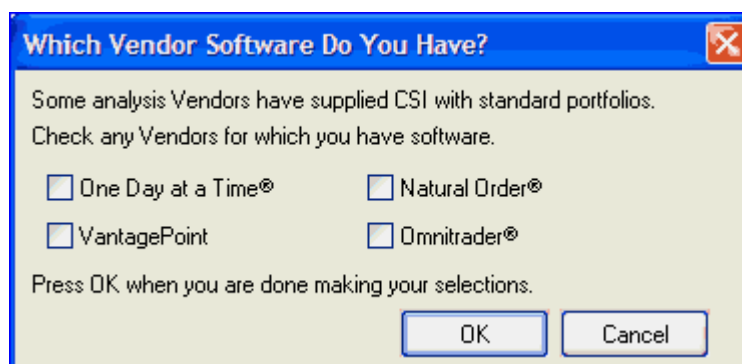 Which Vendor Software Do You Have?
Some analysis Vendors have supplied CSI with standard portfolios.
Check any Vendors for which you have software.
One Day at a Time® Natural Order®
VantagePoint Omnitrader®
Press OK when you are done making your selections.
OK Cancel